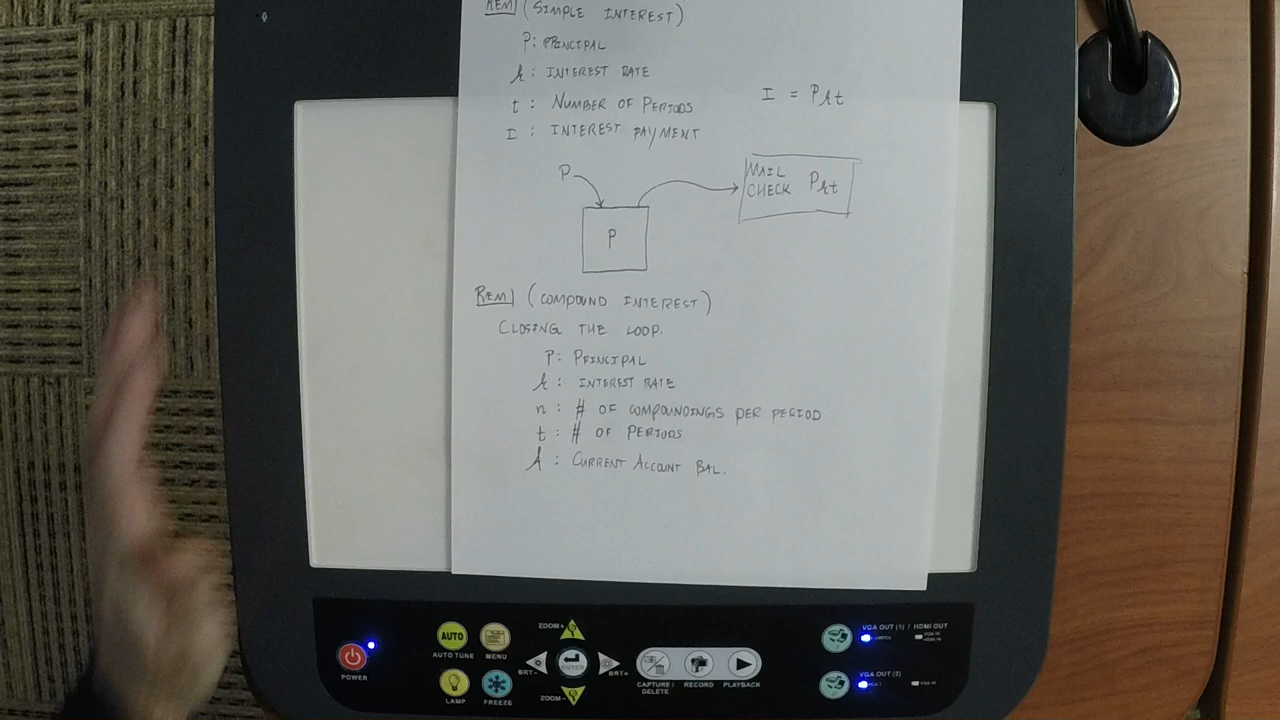 REM (SIMPLE INTEREST)
P: PRINCIPAL
r: INTEREST RATE
t: NUMBER OF PERIODS
I = Prt
I: INTEREST PAYMENT
P
MAIL
CHECK Prt
P
REM (COMPOUND INTEREST)
CLOSING THE LOOP.
P: PRINCIPAL
r: INTEREST RATE
n: # OF COMPOUNDINGS PER PERIOD
t: # OF PERIODS
A: CURRENT ACCOUNT BAL.
POWER
AUTO
AUTO TUNE
MENU
LAMP
FREEZE
ZOOM+
BRT-
ENTER
BRT+
ZOOM-
CAPTURE / DELETE
RECORD
PLAYBACK
VGA OUT (1) / HDMI OUT
VGA OUT (2)